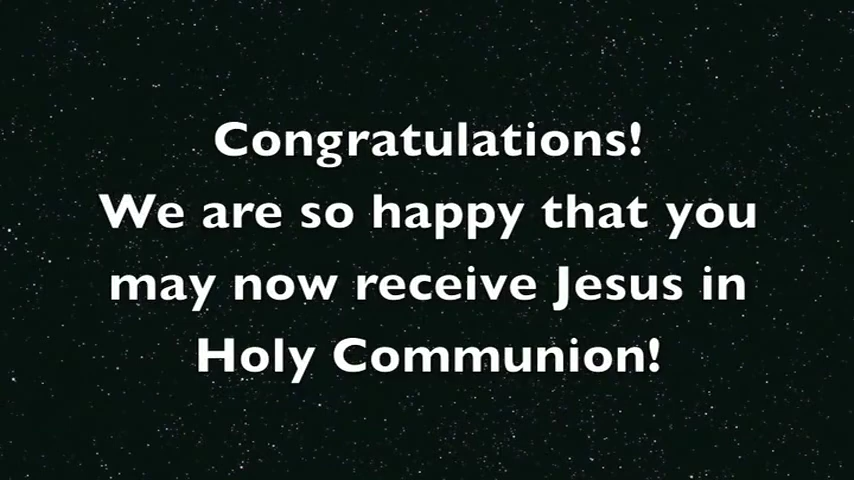 Congratulations!
We are so happy that you
may now receive Jesus in
Holy Communion!